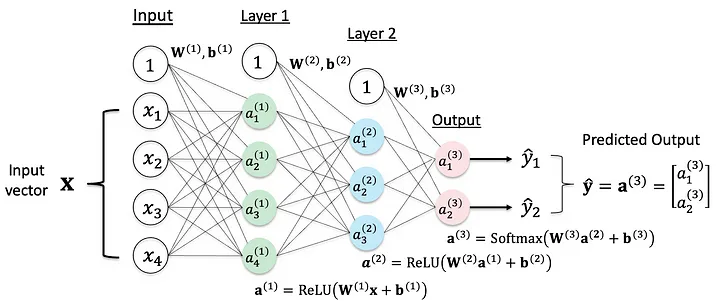 Input
Layer 1
Layer 2
Output
1
W⁽¹⁾, b⁽¹⁾
1
W⁽²⁾, b⁽²⁾
1
W⁽³⁾, b⁽³⁾
Input
vector
x
x₁
x₂
x₃
x₄
a₁⁽¹⁾
a₂⁽¹⁾
a₃⁽¹⁾
a₄⁽¹⁾
a₁⁽²⁾
a₂⁽²⁾
a₃⁽²⁾
a₁⁽³⁾
a₂⁽³⁾
ŷ₁
ŷ₂
Predicted Output
ŷ = a⁽³⁾ = [a₁⁽³⁾
a₂⁽³⁾]
a⁽³⁾ = Softmax(W⁽³⁾a⁽²⁾ + b⁽³⁾)
a⁽²⁾ = ReLU(W⁽²⁾a⁽¹⁾ + b⁽²⁾)
a⁽¹⁾ = ReLU(W⁽¹⁾x + b⁽¹⁾)